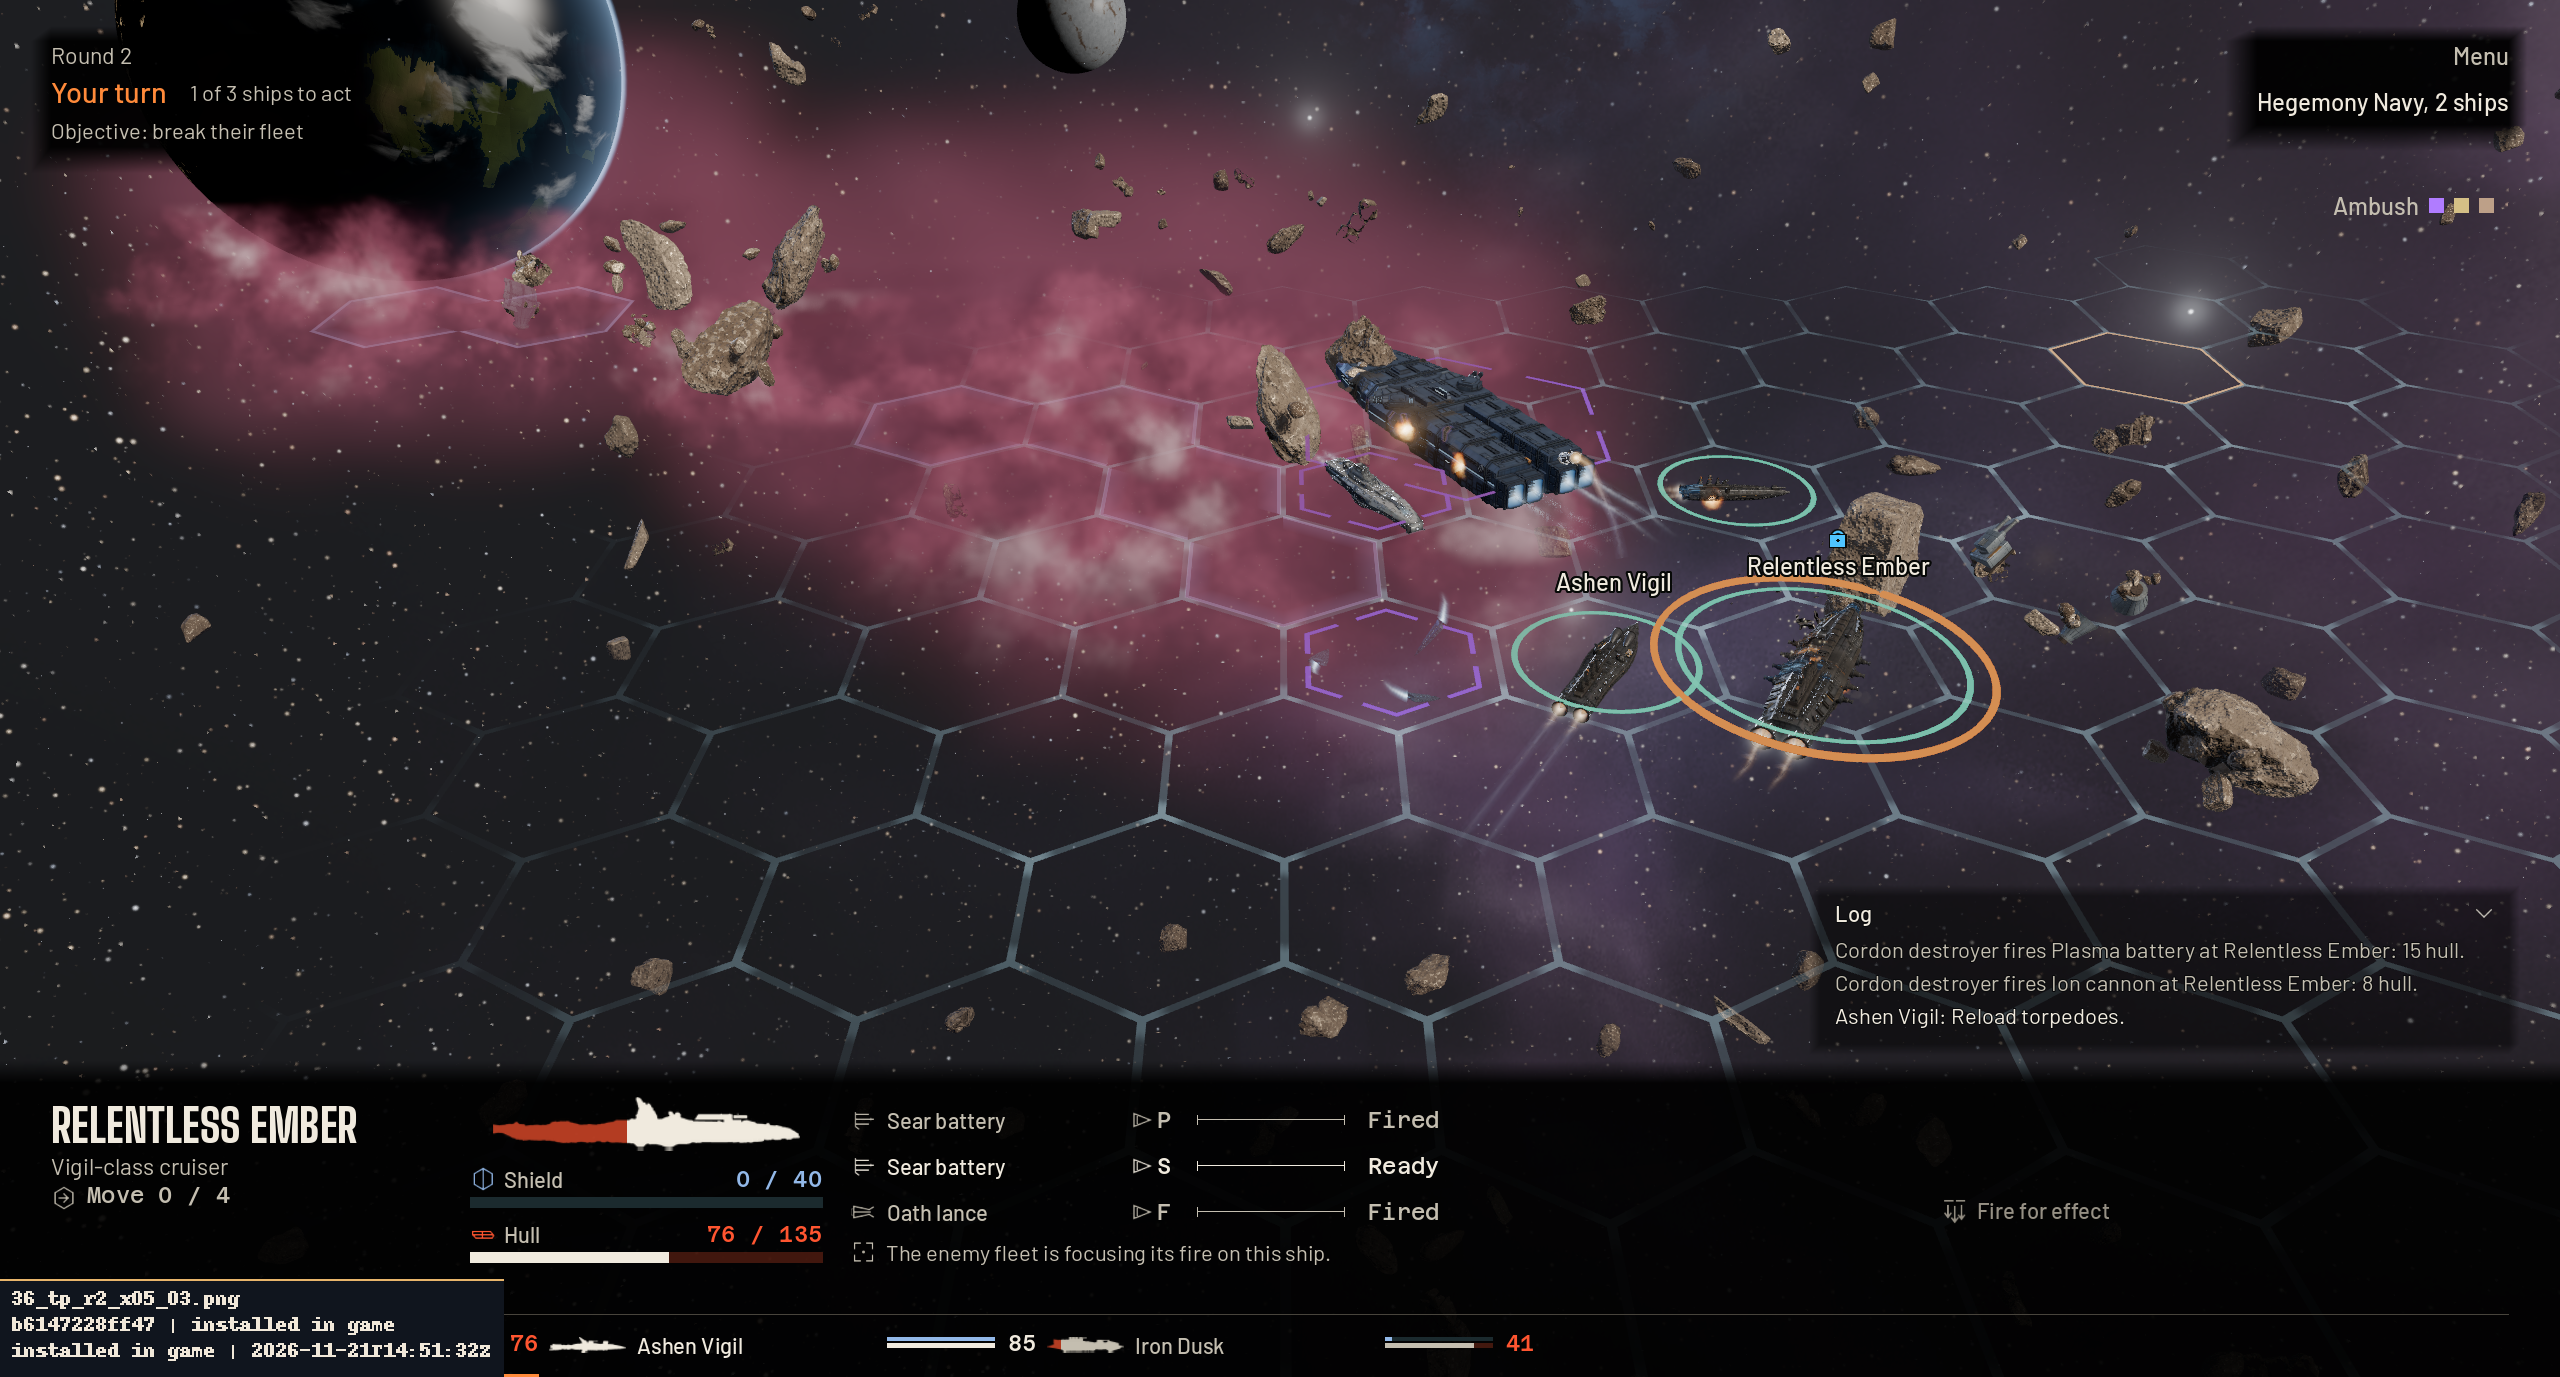 Round 2
Your turn 1 of 3 ships to act
Objective: break their fleet
Menu
Hegemony Navy, 2 ships
Ambush
Relentless Ember
Ashen Vigil
Log
Cordon destroyer fires Plasma battery at Relentless Ember: 15 hull.
Cordon destroyer fires Ion cannon at Relentless Ember: 8 hull.
Ashen Vigil: Reload torpedoes.
RELENTLESS EMBER
Vigil-class cruiser
Move 0 / 4
Shield 0 / 40
Hull 76 / 135
Sear battery P Fired
Sear battery S Ready
Oath lance F Fired
The enemy fleet is focusing its fire on this ship.
Fire for effect
36_tp_r2_x05_03.png
b6147228ff47 | installed in game
installed in game | 2026-11-21r14:51:32z
76 Ashen Vigil 85 Iron Dusk 41